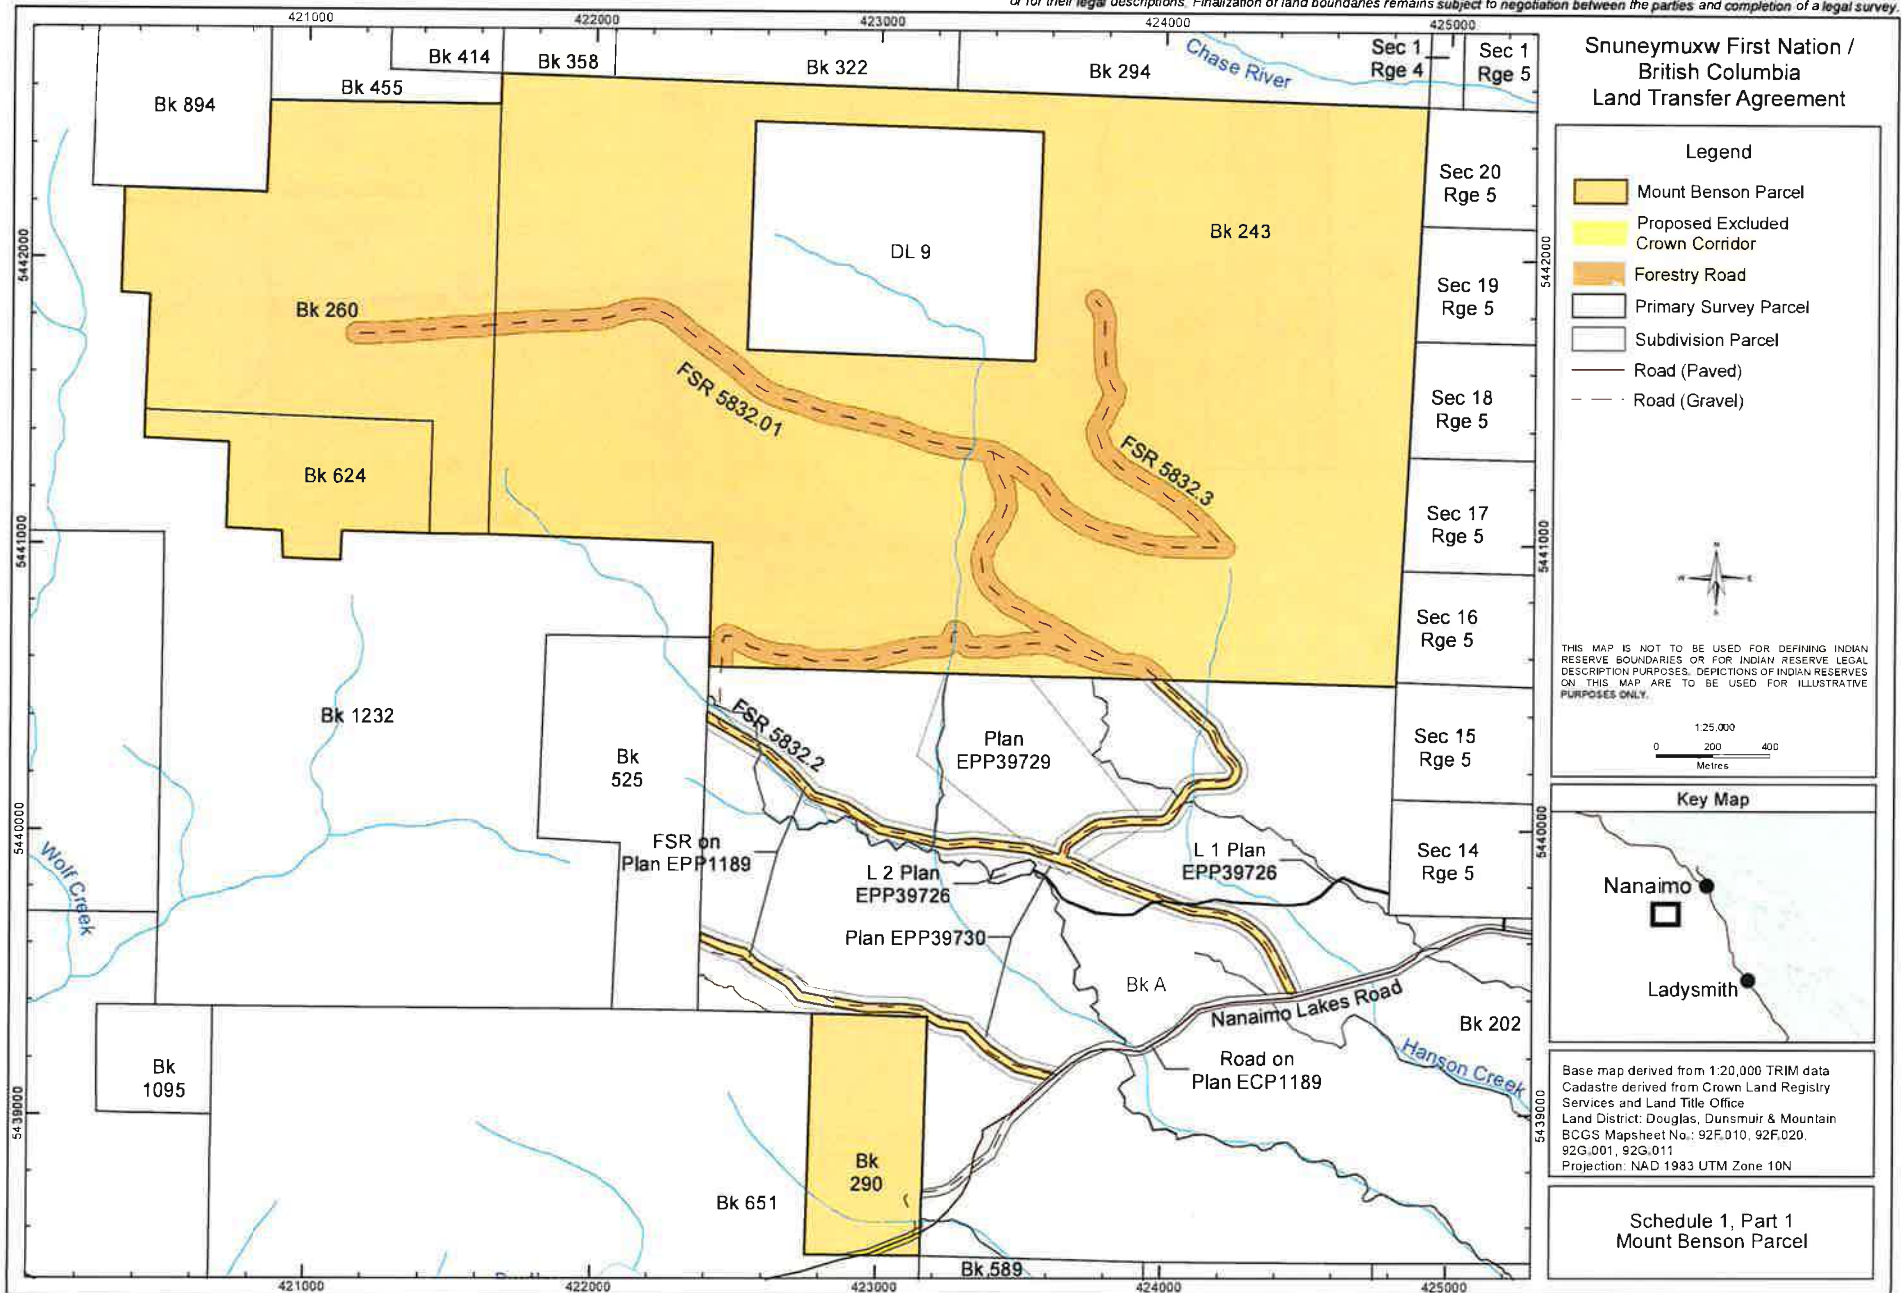 or for their legal descriptions. Finalization of land boundaries remains subject to negotiation between the parties and completion of a legal survey.
421000
422000
423000
424000
425000
Bk 414
Bk 358
Bk 322
Bk 294
Chase River
Sec 1
Rge 4
Sec 1
Rge 5
Bk 894
Bk 455
Sec 20
Rge 5
Bk 243
DL 9
5442000
5442000
Sec 19
Rge 5
Bk 260
FSR 5832.01
Sec 18
Rge 5
FSR 5832.3
Bk 624
Sec 17
Rge 5
5441000
5441000
Sec 16
Rge 5
Bk 1232
FSR 5832.2
Bk
525
Plan
EPP39729
Sec 15
Rge 5
5440000
5440000
Wolf Creek
FSR on
Plan EPP1189
L 2 Plan
EPP39726
L 1 Plan
EPP39726
Sec 14
Rge 5
Plan EPP39730
Bk A
Nanaimo Lakes Road
Bk 202
Hanson Creek
Road on
Plan ECP1189
Bk
1095
5439000
5439000
Bk
290
Bk 651
Bk 589
421000
422000
423000
424000
425000
Snuneymuxw First Nation /
British Columbia
Land Transfer Agreement
Legend
Mount Benson Parcel
Proposed Excluded
Crown Corridor
Forestry Road
Primary Survey Parcel
Subdivision Parcel
Road (Paved)
Road (Gravel)
N
W
E
S
THIS MAP IS NOT TO BE USED FOR DEFINING INDIAN
RESERVE BOUNDARIES OR FOR INDIAN RESERVE LEGAL
DESCRIPTION PURPOSES. DEPICTIONS OF INDIAN RESERVES
ON THIS MAP ARE TO BE USED FOR ILLUSTRATIVE
PURPOSES ONLY.
1:25,000
0 200 400
Metres
Key Map
Nanaimo
Ladysmith
Base map derived from 1:20,000 TRIM data
Cadastre derived from Crown Land Registry
Services and Land Title Office
Land District: Douglas, Dunsmuir & Mountain
BCGS Mapsheet No.: 92F.010, 92F.020,
92G.001, 92G.011
Projection: NAD 1983 UTM Zone 10N
Schedule 1, Part 1
Mount Benson Parcel